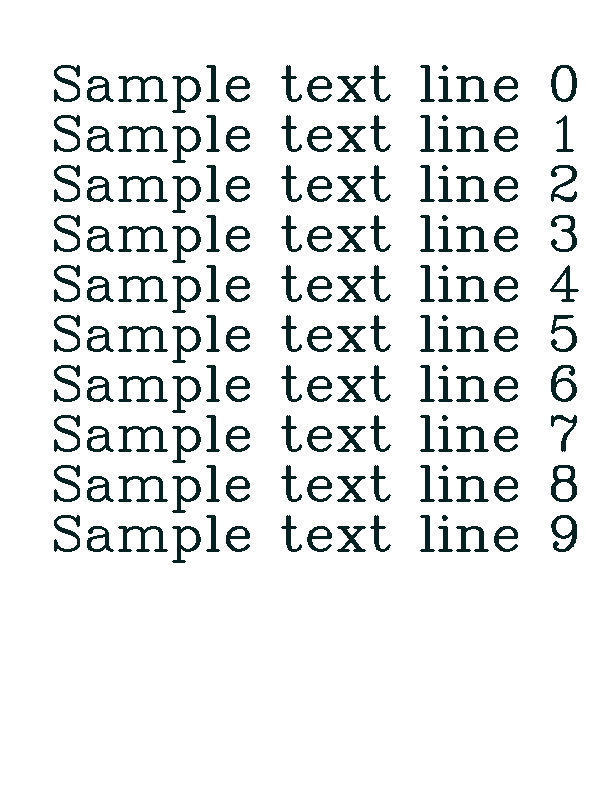 Sample text line 0
Sample text line 1
Sample text line 2
Sample text line 3
Sample text line 4
Sample text line 5
Sample text line 6
Sample text line 7
Sample text line 8
Sample text line 9